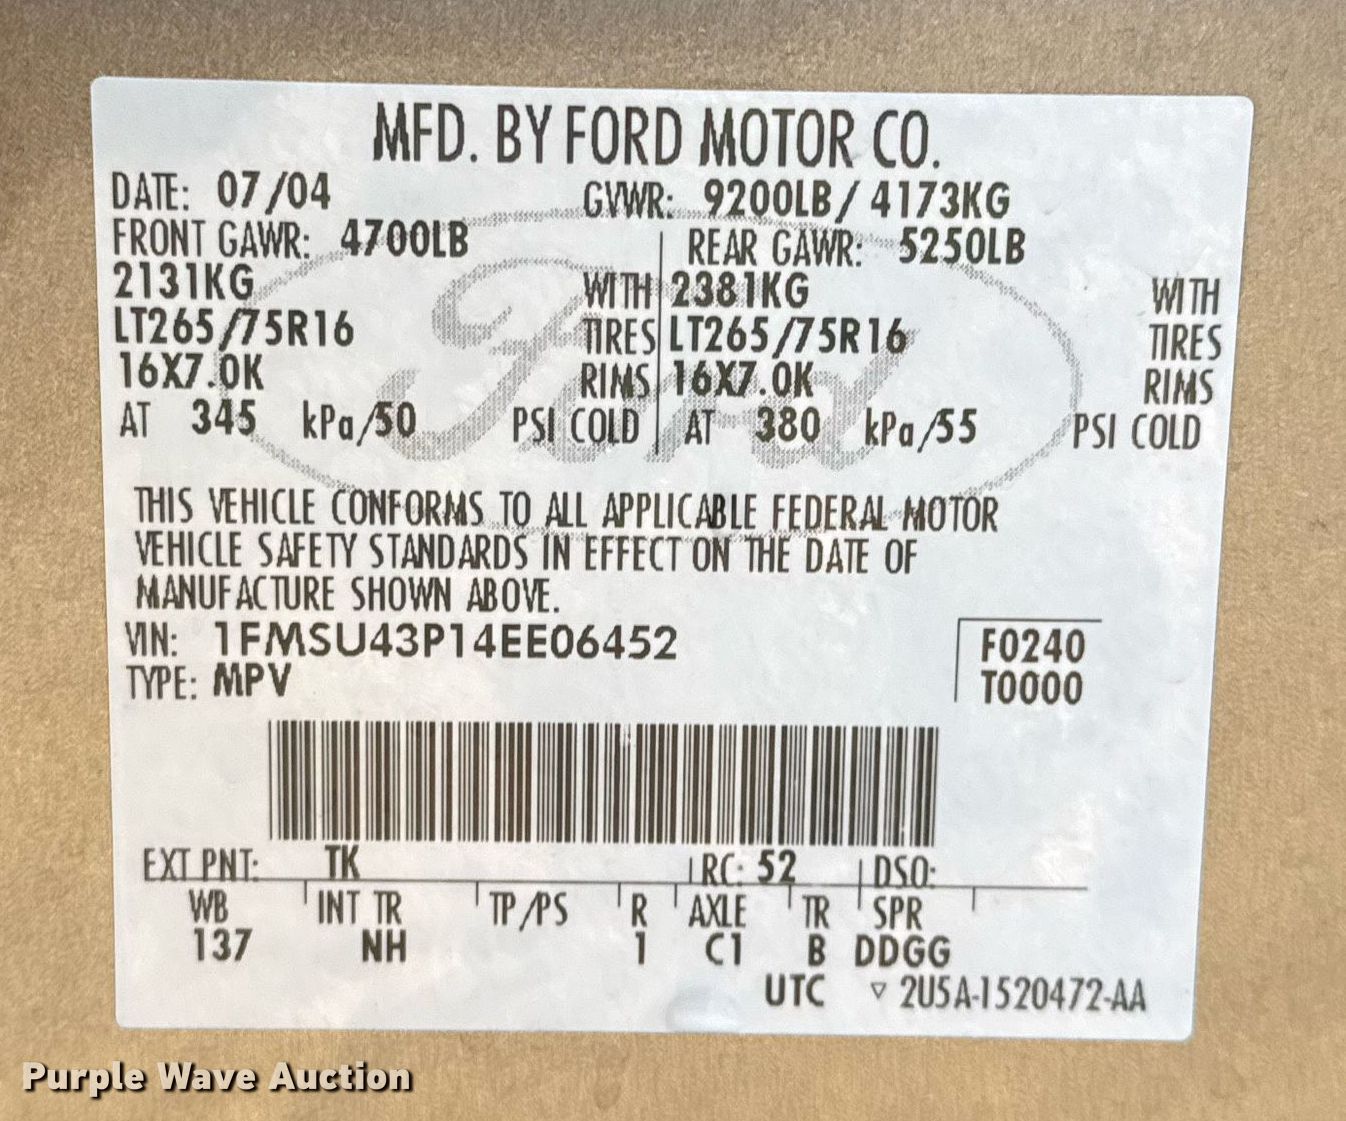 MFD. BY FORD MOTOR CO.
DATE: 07/04 GVWR: 9200LB/ 4173KG
FRONT GAWR: 4700LB REAR GAWR: 5250LB
2131KG WITH 2381KG WITH
LT265/75R16 TIRES LT265/75R16 TIRES
16X7.0K RIMS 16X7.0K RIMS
AT 345 kPa/50 PSI COLD AT 380 kPa/55 PSI COLD
Ford
THIS VEHICLE CONFORMS TO ALL APPLICABLE FEDERAL MOTOR
VEHICLE SAFETY STANDARDS IN EFFECT ON THE DATE OF
MANUFACTURE SHOWN ABOVE.
VIN: 1FMSU43P14EE06452 F0240
TYPE: MPV T0000
EXT PNT: TK RC: 52 DSO:
WB INT TR TP/PS R AXLE TR SPR
137 NH 1 C1 B DDGG
UTC ▽ 2U5A-1520472-AA
Purple Wave Auction